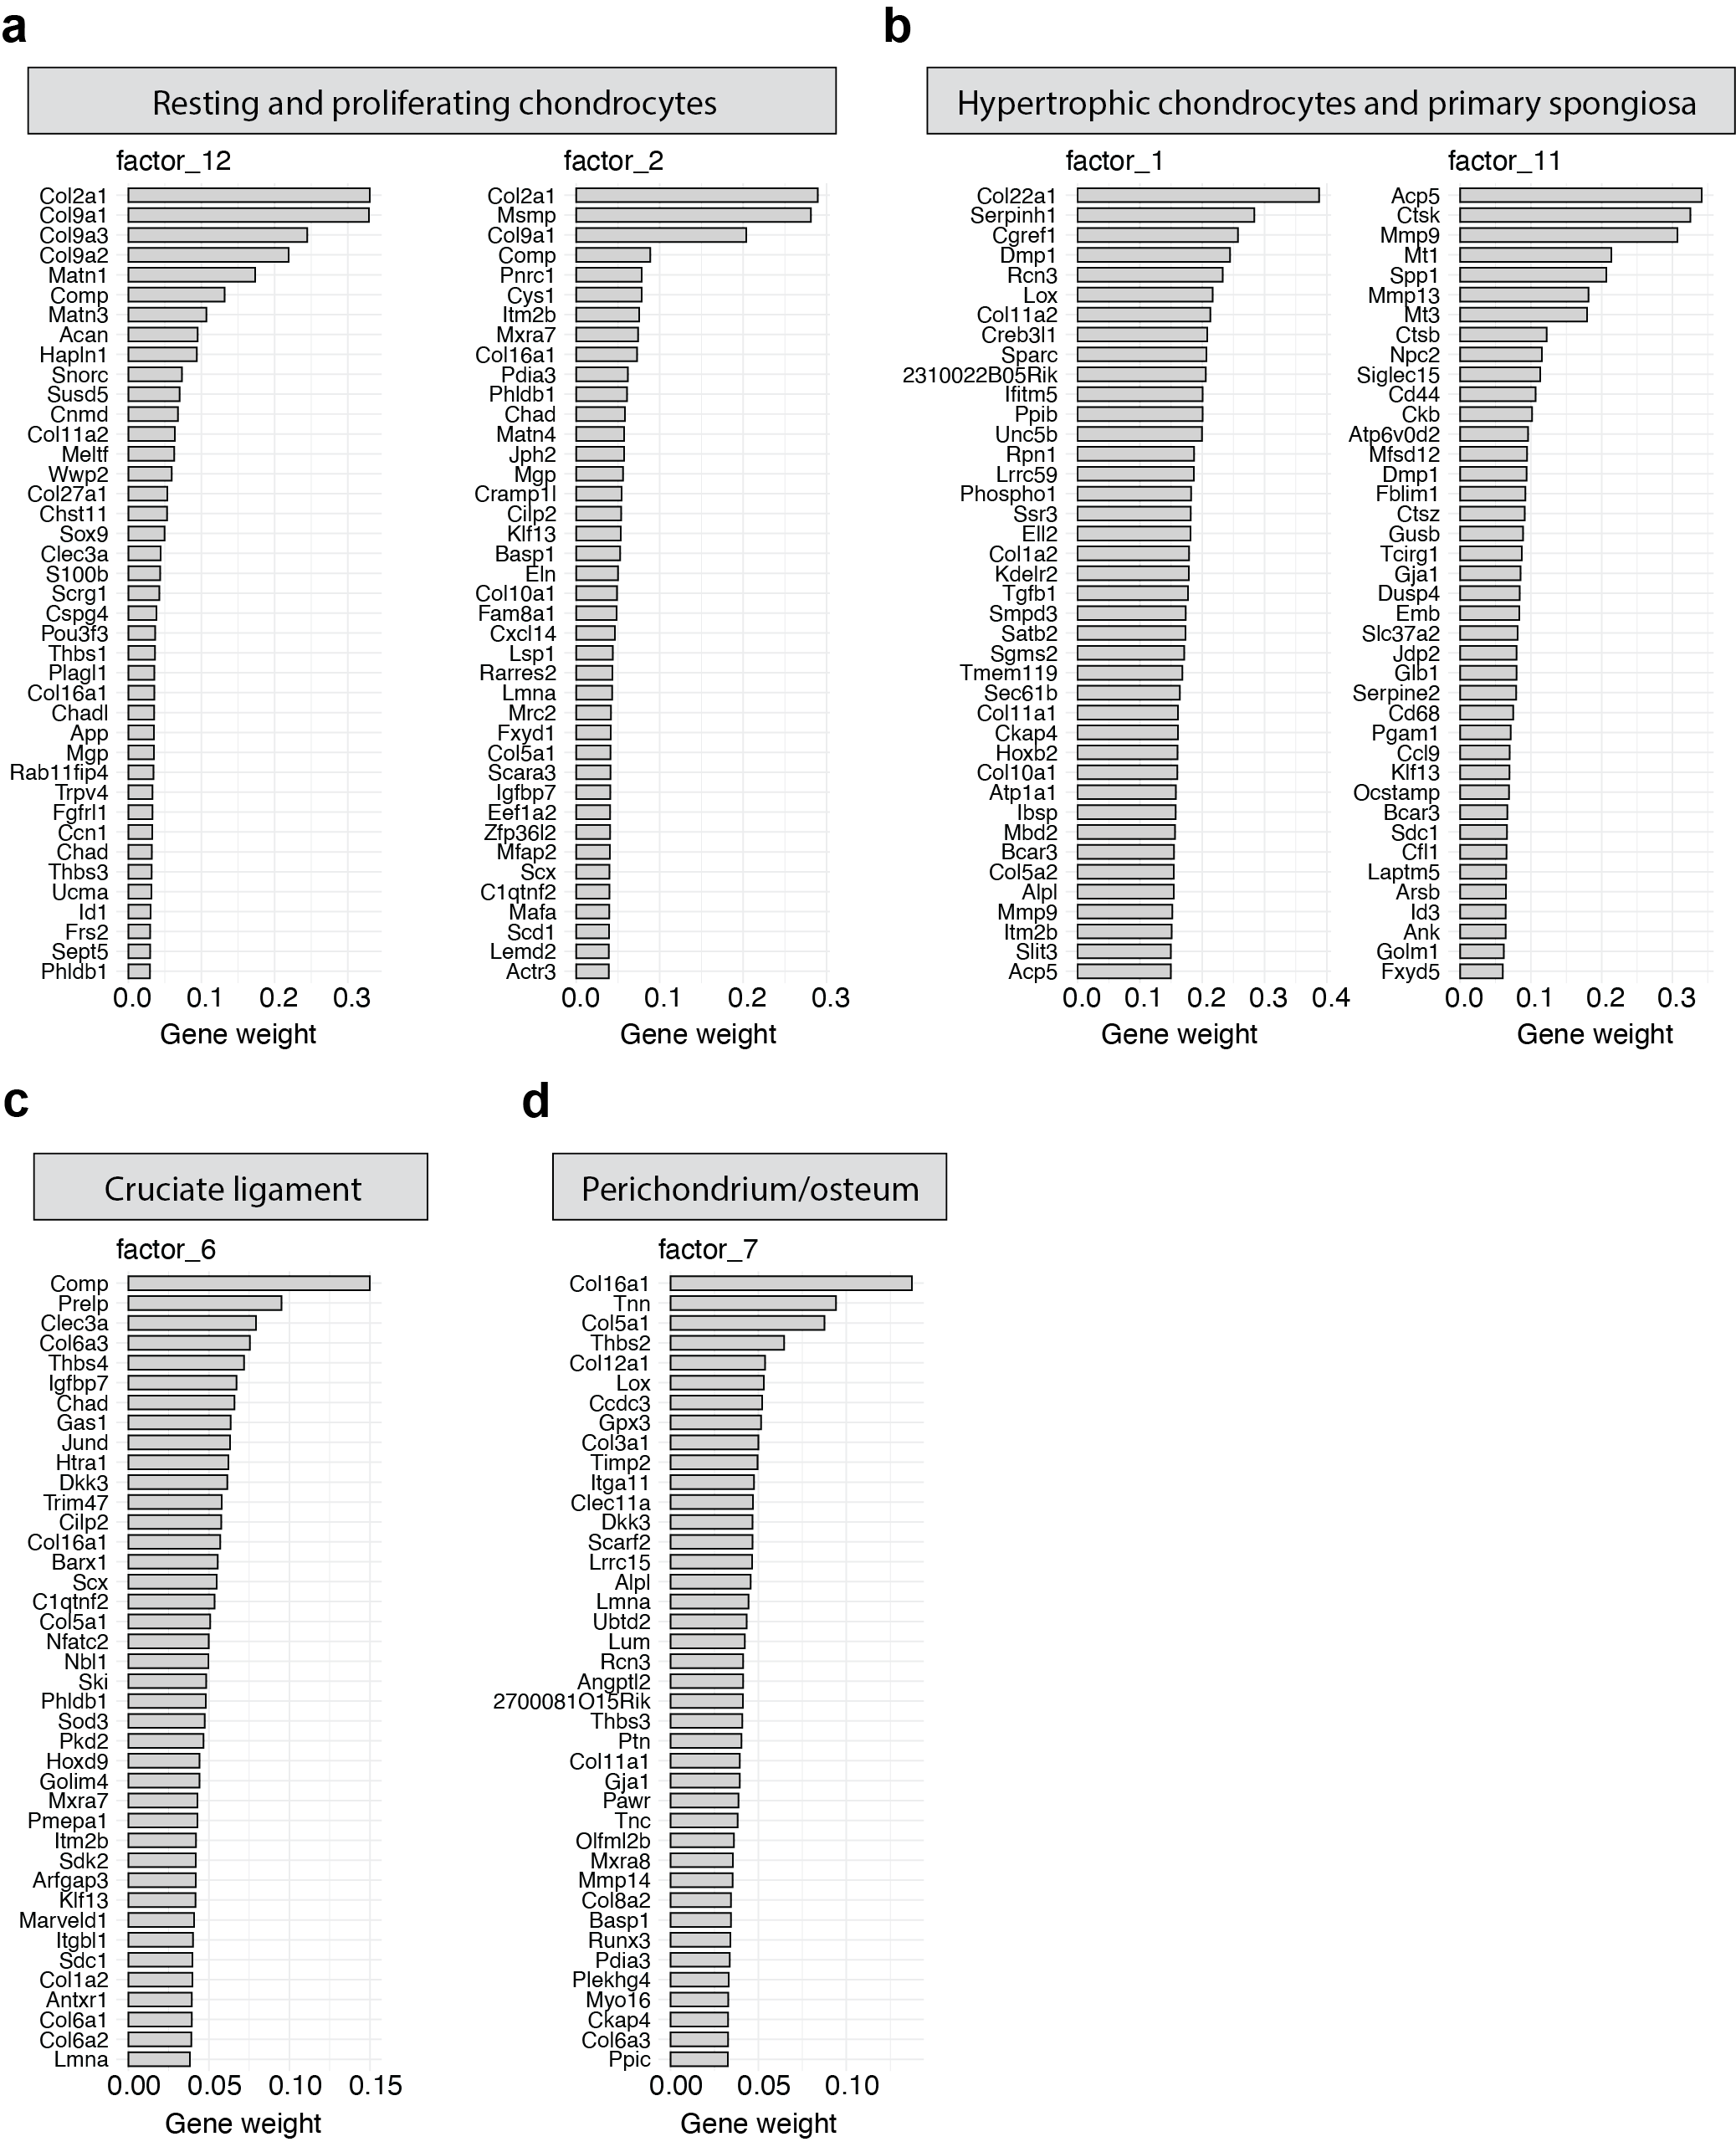 a
Resting and proliferating chondrocytes
factor_12
Col2a1
Col9a1
Col9a3
Col9a2
Matn1
Comp
Matn3
Acan
Hapln1
Snorc
Susd5
Cnmd
Col11a2
Meltf
Wwp2
Col27a1
Chst11
Sox9
Clec3a
S100b
Scrg1
Cspg4
Pou3f3
Thbs1
Plagl1
Col16a1
Chadl
App
Mgp
Rab11fip4
Trpv4
Fgfrl1
Ccn1
Chad
Thbs3
Ucma
Id1
Frs2
Sept5
Phldb1
0.0 0.1 0.2 0.3
Gene weight
factor_2
Col2a1
Msmp
Col9a1
Comp
Pnrc1
Cys1
Itm2b
Mxra7
Col16a1
Pdia3
Phldb1
Chad
Matn4
Jph2
Mgp
Cramp1l
Cilp2
Klf13
Basp1
Eln
Col10a1
Fam8a1
Cxcl14
Lsp1
Rarres2
Lmna
Mrc2
Fxyd1
Col5a1
Scara3
Igfbp7
Eef1a2
Zfp36l2
Mfap2
Scx
C1qtnf2
Mafa
Scd1
Lemd2
Actr3
0.0 0.1 0.2 0.3
Gene weight
b
Hypertrophic chondrocytes and primary spongiosa
factor_1
Col22a1
Serpinh1
Cgref1
Dmp1
Rcn3
Lox
Col11a2
Creb3l1
Sparc
2310022B05Rik
Ifitm5
Ppib
Unc5b
Rpn1
Lrrc59
Phospho1
Ssr3
Ell2
Col1a2
Kdelr2
Tgfb1
Smpd3
Satb2
Sgms2
Tmem119
Sec61b
Col11a1
Ckap4
Hoxb2
Col10a1
Atp1a1
Ibsp
Mbd2
Bcar3
Col5a2
Alpl
Mmp9
Itm2b
Slit3
Acp5
0.0 0.1 0.2 0.3 0.4
Gene weight
factor_11
Acp5
Ctsk
Mmp9
Mt1
Spp1
Mmp13
Mt3
Ctsb
Npc2
Siglec15
Cd44
Ckb
Atp6v0d2
Mfsd12
Dmp1
Fblim1
Ctsz
Gusb
Tcirg1
Gja1
Dusp4
Emb
Slc37a2
Jdp2
Glb1
Serpine2
Cd68
Pgam1
Ccl9
Klf13
Ocstamp
Bcar3
Sdc1
Cfl1
Laptm5
Arsb
Id3
Ank
Golm1
Fxyd5
0.0 0.1 0.2 0.3
Gene weight
c
Cruciate ligament
factor_6
Comp
Prelp
Clec3a
Col6a3
Thbs4
Igfbp7
Chad
Gas1
Jund
Htra1
Dkk3
Trim47
Cilp2
Col16a1
Barx1
Scx
C1qtnf2
Col5a1
Nfatc2
Nbl1
Ski
Phldb1
Sod3
Pkd2
Hoxd9
Golim4
Mxra7
Pmepa1
Itm2b
Sdk2
Arfgap3
Klf13
Marveld1
Itgbl1
Sdc1
Col1a2
Antxr1
Col6a1
Col6a2
Lmna
0.00 0.05 0.10 0.15
Gene weight
d
Perichondrium/osteum
factor_7
Col16a1
Tnn
Col5a1
Thbs2
Col12a1
Lox
Ccdc3
Gpx3
Col3a1
Timp2
Itga11
Clec11a
Dkk3
Scarf2
Lrrc15
Alpl
Lmna
Ubtd2
Lum
Rcn3
Angptl2
2700081O15Rik
Thbs3
Ptn
Col11a1
Gja1
Pawr
Tnc
Olfml2b
Mxra8
Mmp14
Col8a2
Basp1
Runx3
Pdia3
Plekhg4
Myo16
Ckap4
Col6a3
Ppic
0.00 0.05 0.10
Gene weight